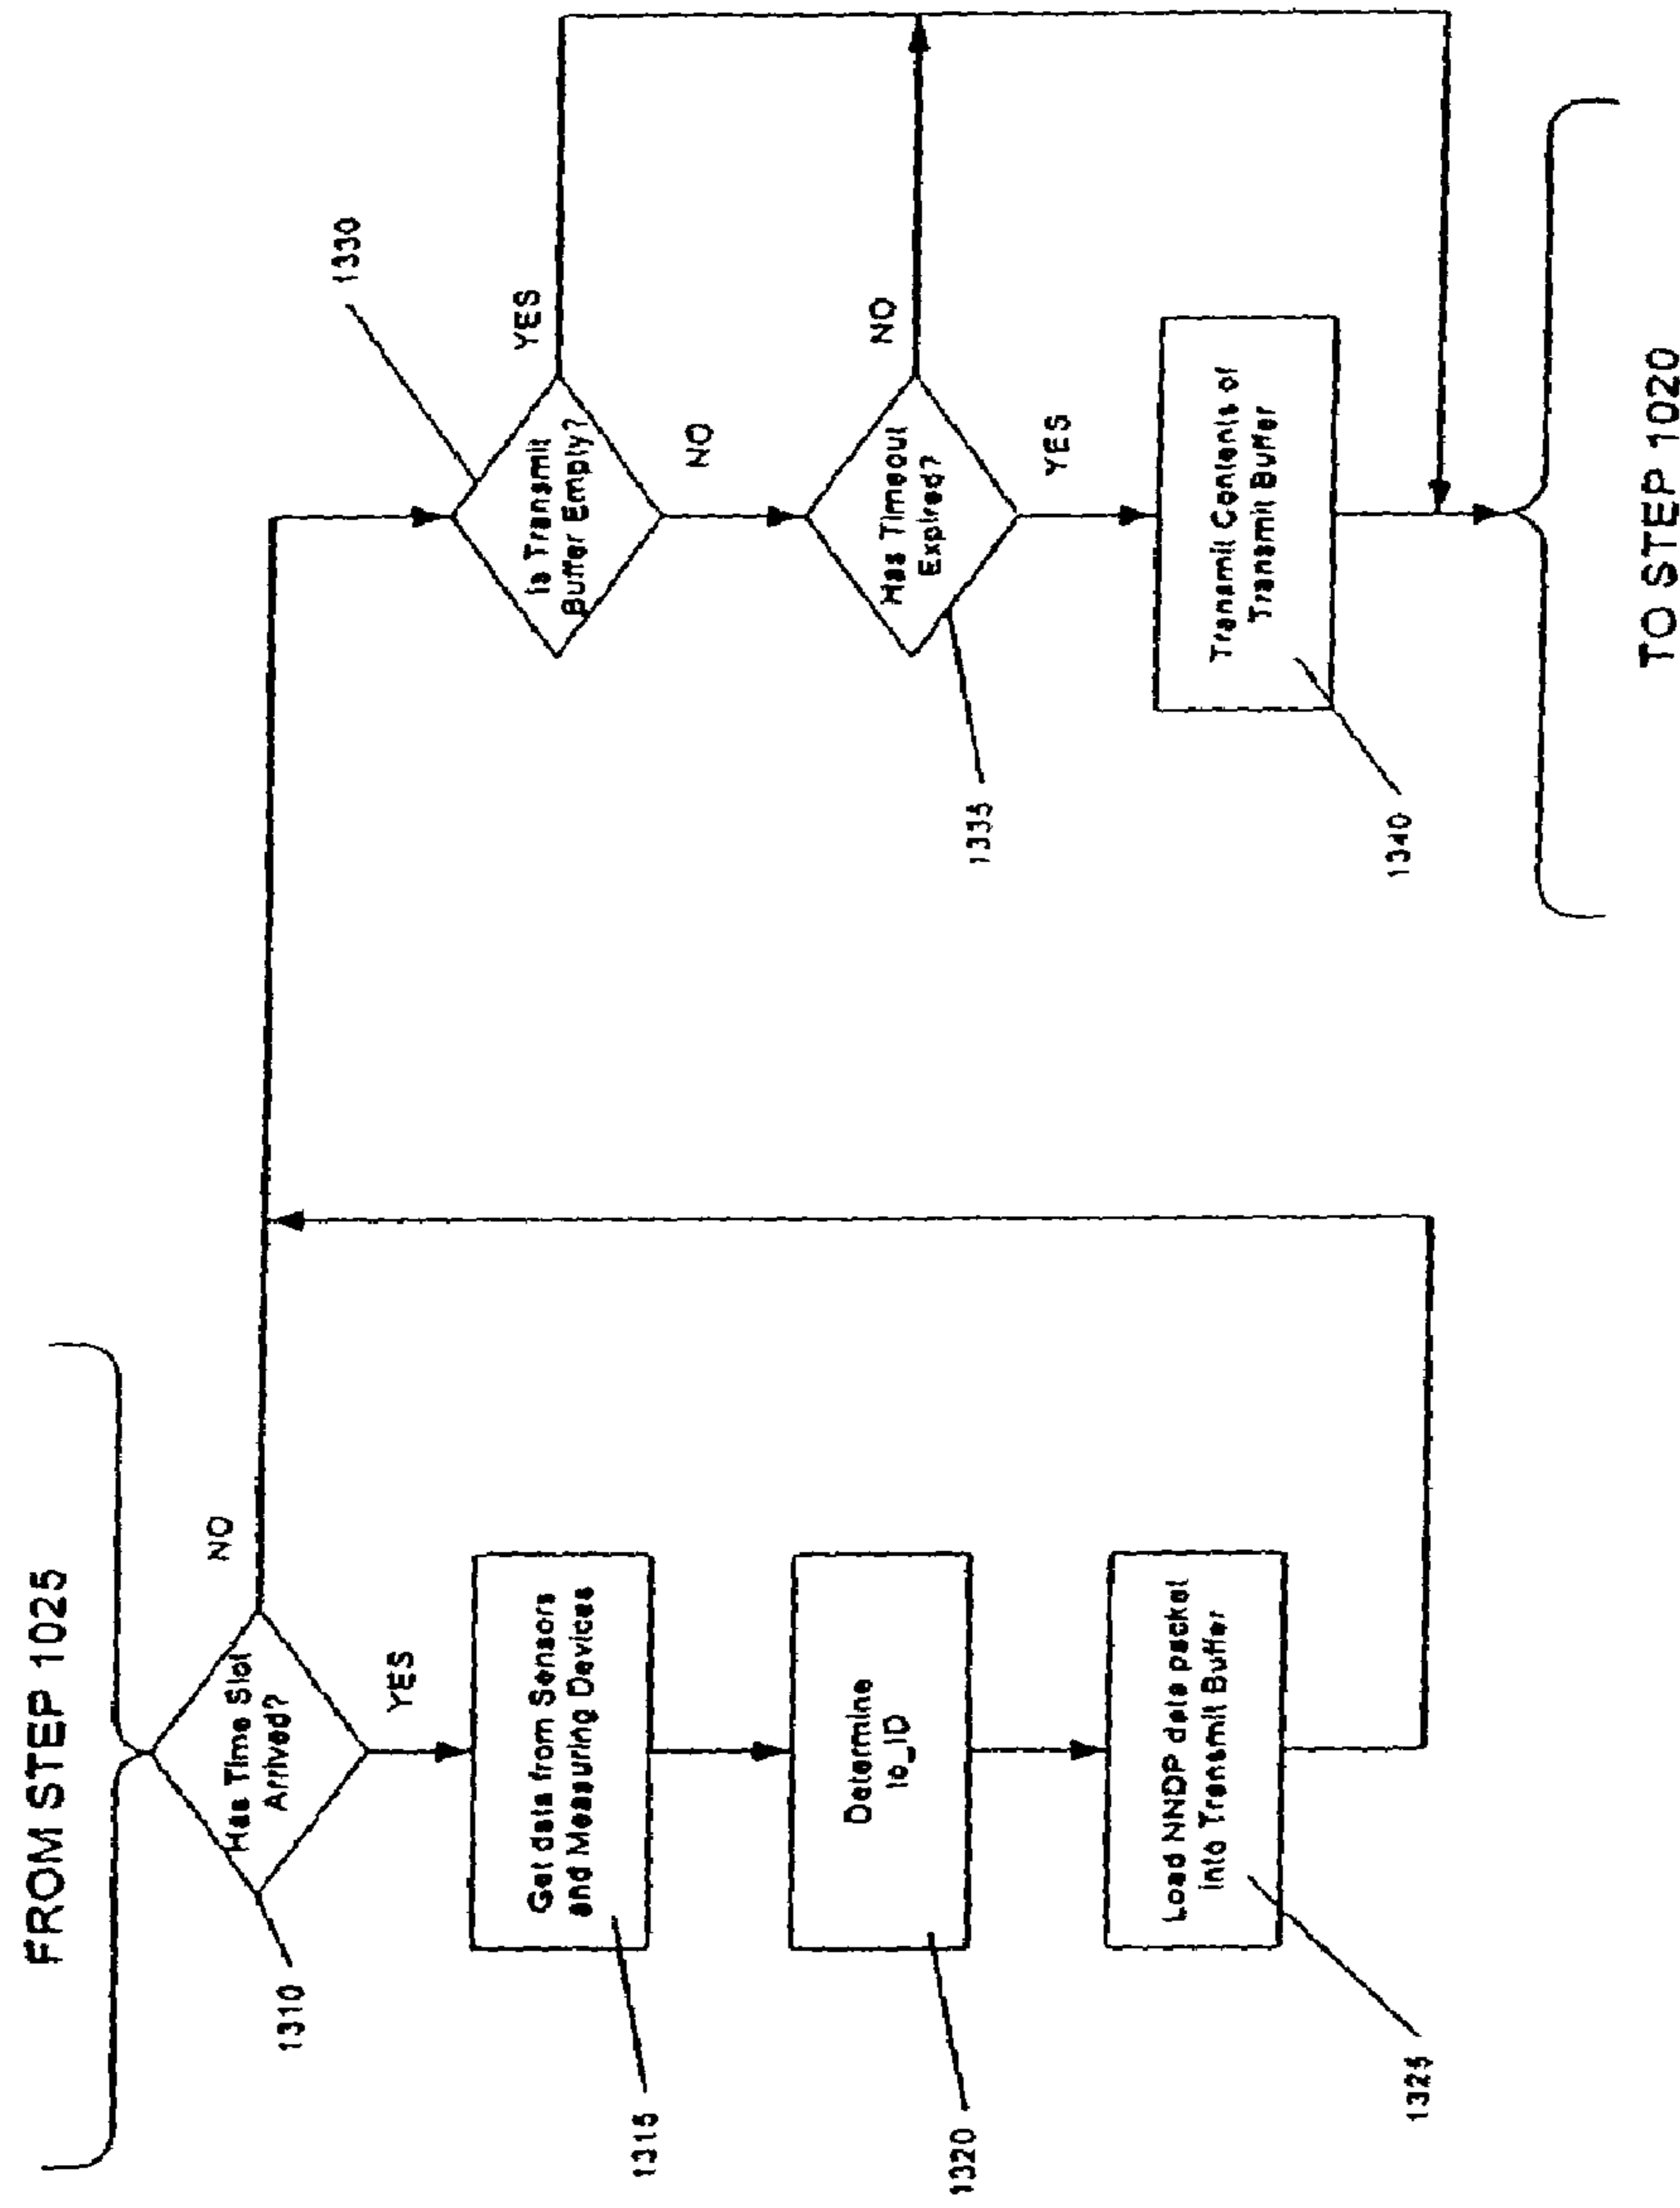 FROM STEP 1025
Has Time Slot
Arrived?
NO
1310
YES
Get data from Sensors
and Measuring Devices
1315
Determine
to_ID
1320
Load NNDP data packet
into Transmit Buffer
1325
1330
Is Transmit
Buffer Empty?
YES
NO
Has Timeout
Expired?
NO
1335
YES
Transmit Contents of
Transmit Buffer
1340
TO STEP 1020